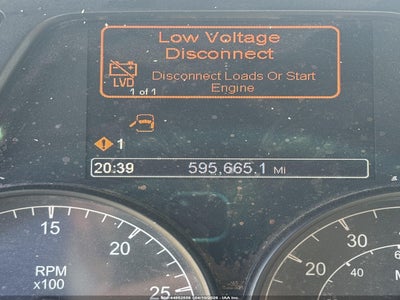 Low Voltage
Disconnect
LVD
Disconnect Loads Or Start
Engine
1 of 1
1
20:39 595,665.1 MI
15
20
25
RPM
x100
20
30
40
M